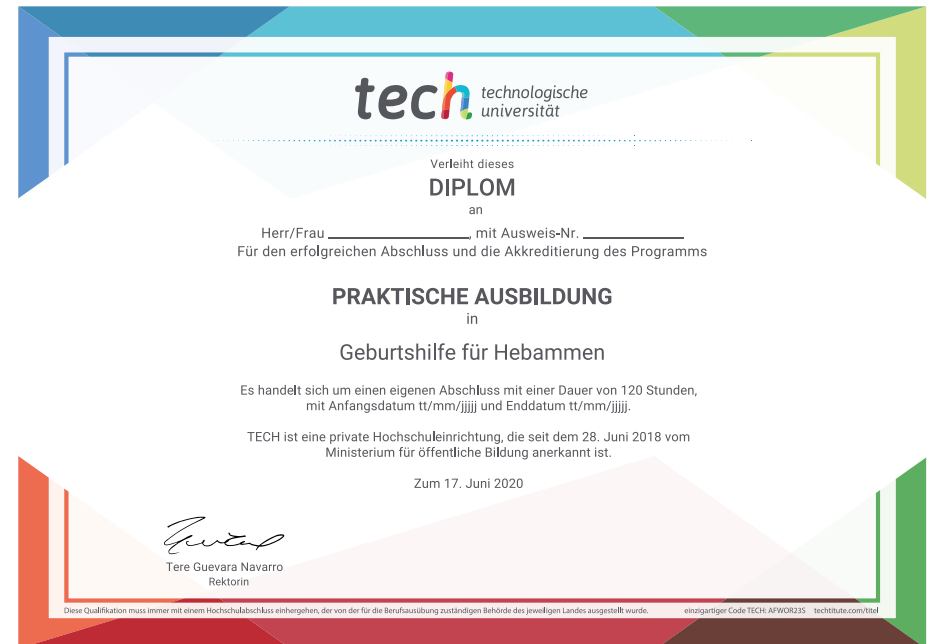 tech technologische
universität
Verleiht dieses
DIPLOM
an
Herr/Frau ____________________, mit Ausweis-Nr. ______________
Für den erfolgreichen Abschluss und die Akkreditierung des Programms
PRAKTISCHE AUSBILDUNG
in
Geburtshilfe für Hebammen
Es handelt sich um einen eigenen Abschluss mit einer Dauer von 120 Stunden,
mit Anfangsdatum tt/mm/jjjjj und Enddatum tt/mm/jjjjj.
TECH ist eine private Hochschuleinrichtung, die seit dem 28. Juni 2018 vom
Ministerium für öffentliche Bildung anerkannt ist.
Zum 17. Juni 2020
Tere Guevara Navarro
Rektorin
Diese Qualifikation muss immer mit einem Hochschulabschluss einhergehen, der von der für die Berufsausübung zuständigen Behörde des jeweiligen Landes ausgestellt wurde. einzigartiger Code TECH: AFWOR23S techtitute.com/titel